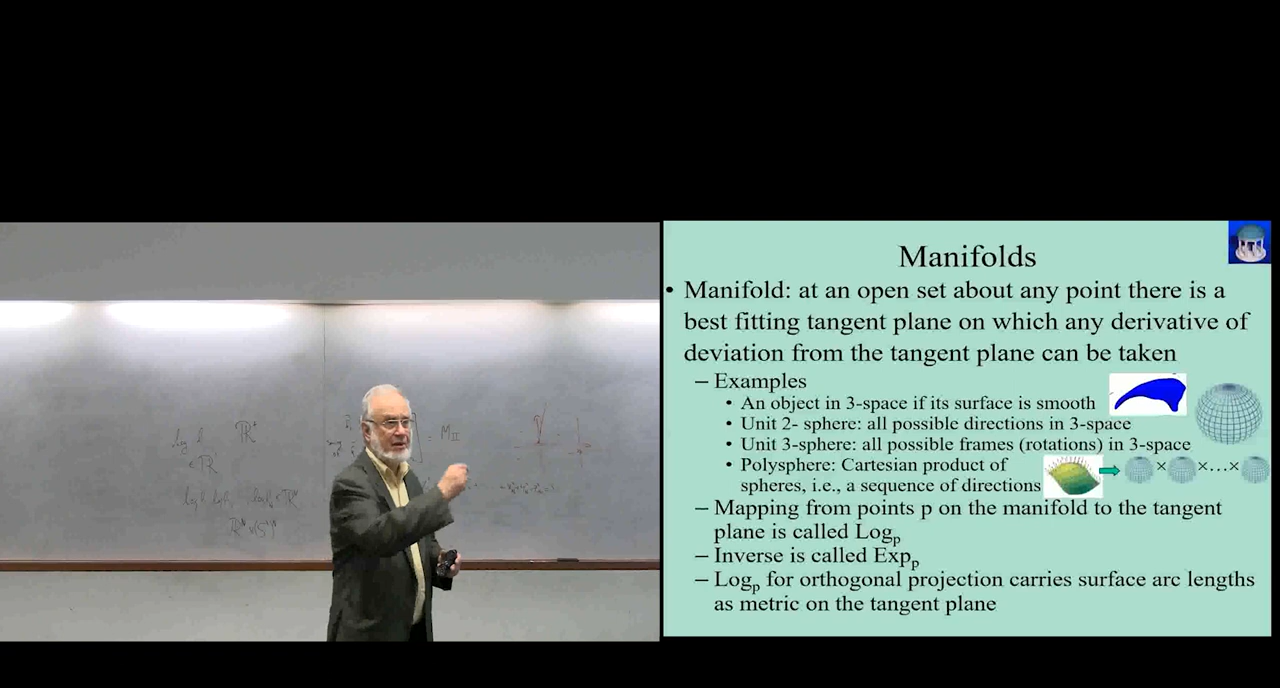 Manifolds
• Manifold: at an open set about any point there is a
best fitting tangent plane on which any derivative of
deviation from the tangent plane can be taken
– Examples
• An object in 3-space if its surface is smooth
• Unit 2- sphere: all possible directions in 3-space
• Unit 3-sphere: all possible frames (rotations) in 3-space
• Polysphere: Cartesian product of
spheres, i.e., a sequence of directions
× ×…×
– Mapping from points p on the manifold to the tangent
plane is called Logp
– Inverse is called Expp
– Logp for orthogonal projection carries surface arc lengths
as metric on the tangent plane